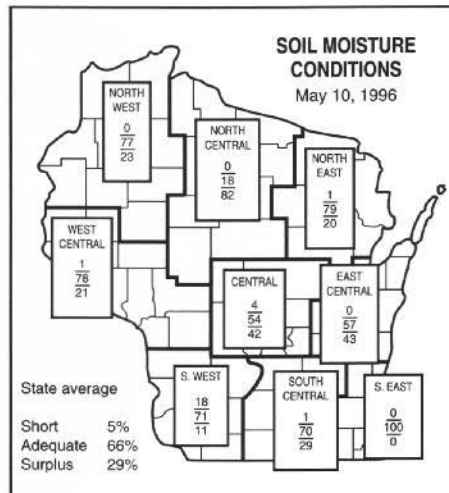 SOIL MOISTURE
CONDITIONS
May 10, 1996
NORTH
WEST
0
77
23
NORTH
CENTRAL
0
18
82
NORTH
EAST
1
79
20
WEST
CENTRAL
1
78
21
CENTRAL
4
54
42
EAST
CENTRAL
0
57
43
S. WEST
18
71
11
SOUTH
CENTRAL
1
70
29
S. EAST
0
100
0
State average
Short 5%
Adequate 66%
Surplus 29%